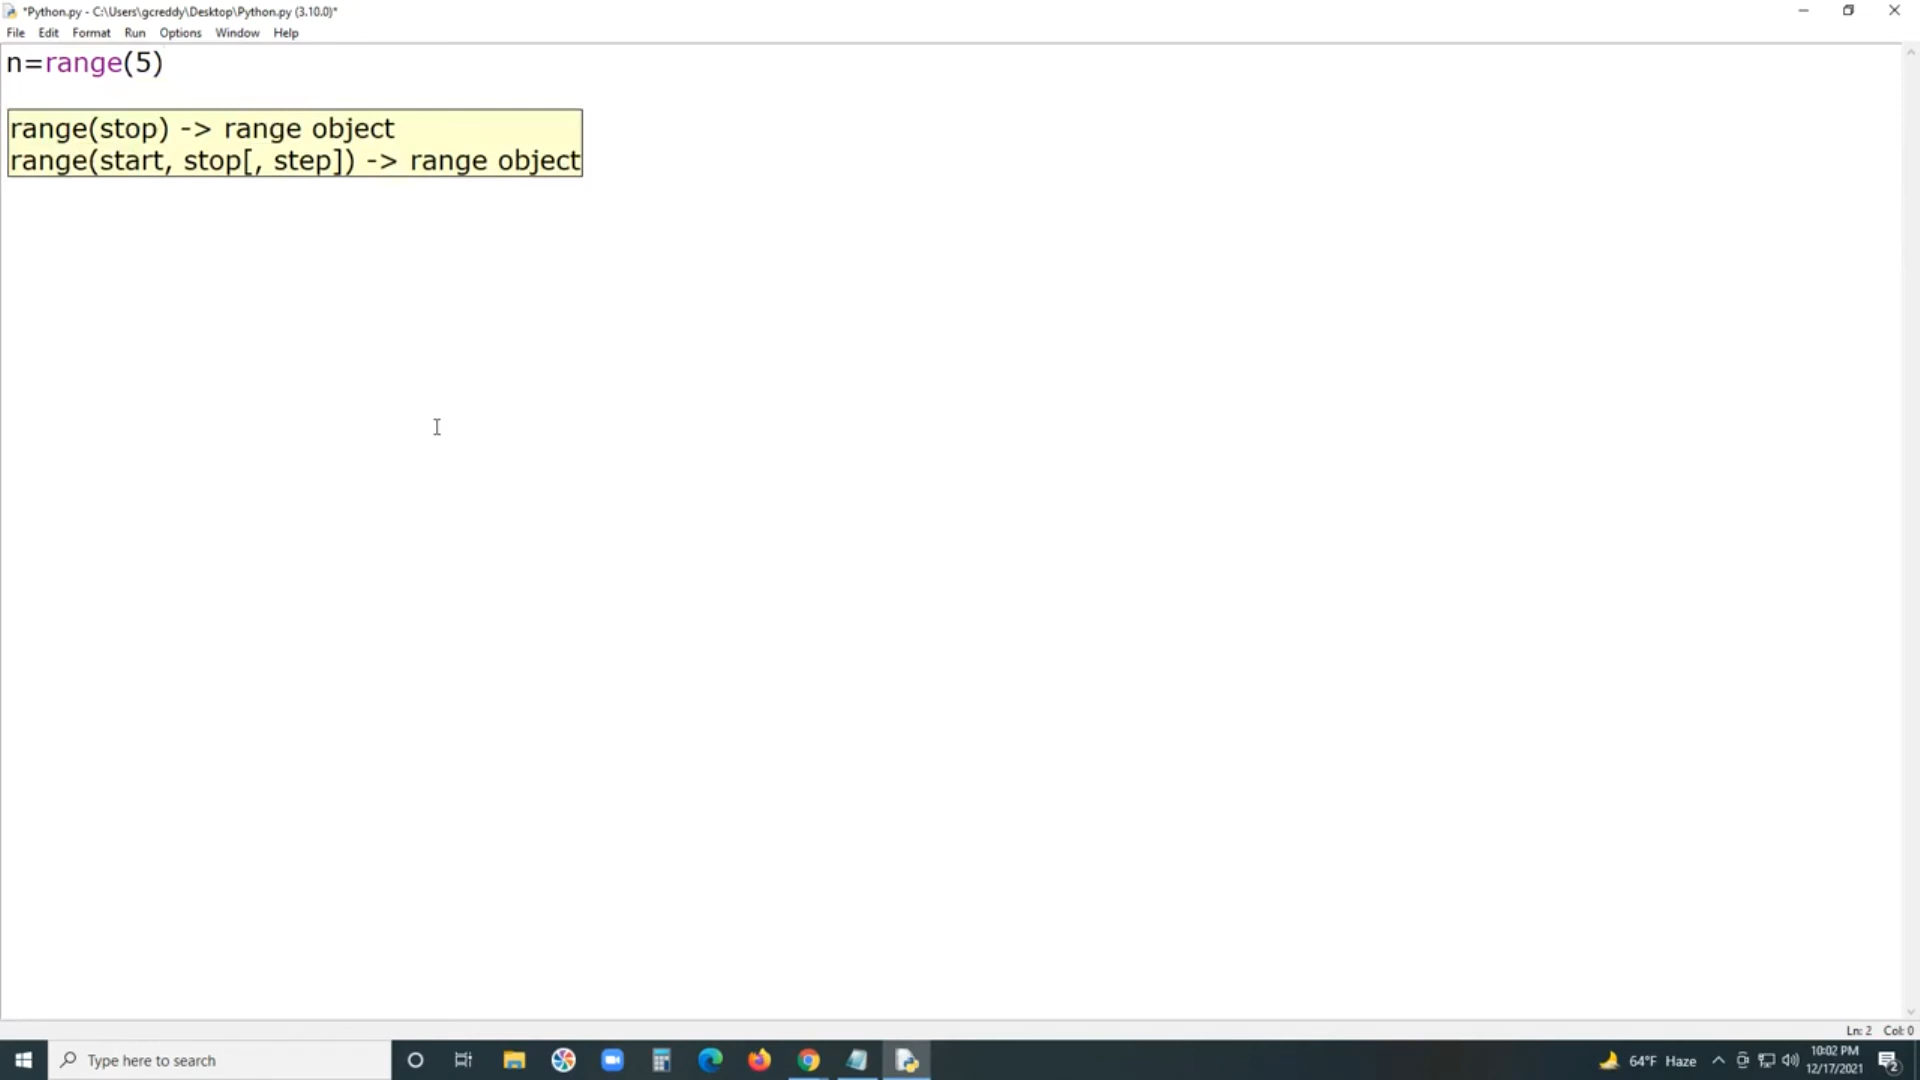 *Python.py - C:\Users\gcreddy\Desktop\Python.py (3.10.0)*
File Edit Format Run Options Window Help
n=range(5)
range(stop) -> range object
range(start, stop[, step]) -> range object
Ln: 2 Col: 0
Type here to search
64°F Haze
10:02 PM
12/17/2021
2